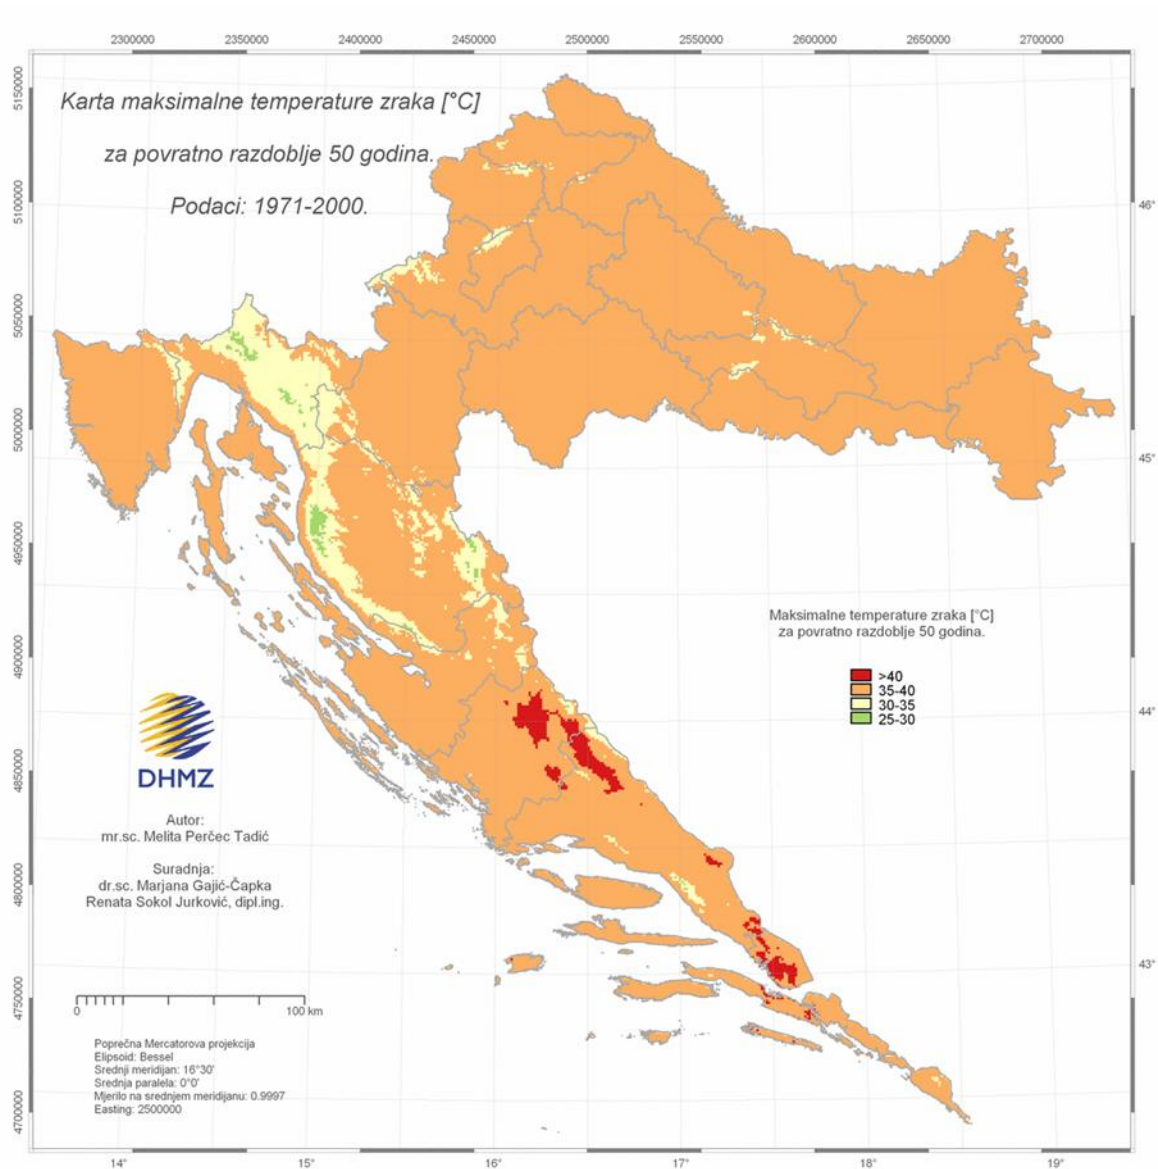 2300000 2350000 2400000 2450000 2500000 2550000 2600000 2650000 2700000
5150000
5100000
5050000
5000000
4950000
4900000
4850000
4800000
4750000
4700000
Karta maksimalne temperature zraka [°C]
za povratno razdoblje 50 godina.
Podaci: 1971-2000.
46°
45°
44°
43°
Maksimalne temperature zraka [°C]
za povratno razdoblje 50 godina.
>40
35-40
30-35
25-30
DHMZ
Autor:
mr.sc. Melita Perčec Tadić
Suradnja:
dr.sc. Marjana Gajić-Čapka
Renata Sokol Jurković, dipl.ing.
0 100 km
Poprečna Mercatorova projekcija
Elipsoid: Bessel
Srednji meridijan: 16°30'
Srednja paralela: 0°0'
Mjerilo na srednjem meridijanu: 0.9997
Easting: 2500000
14° 15° 16° 17° 18° 19°